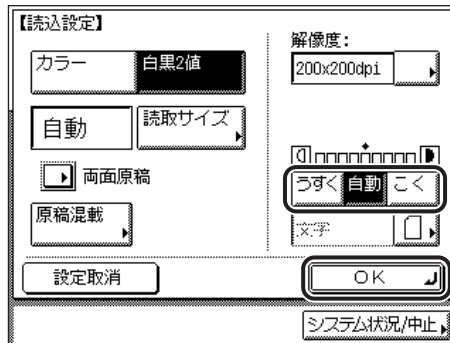 【読込設定】
カラー
白黒2値
自動
読取サイズ
両面原稿
原稿混載
設定取消
解像度:
200x200dpi
うすく
自動
こく
文字
OK
システム状況/中止